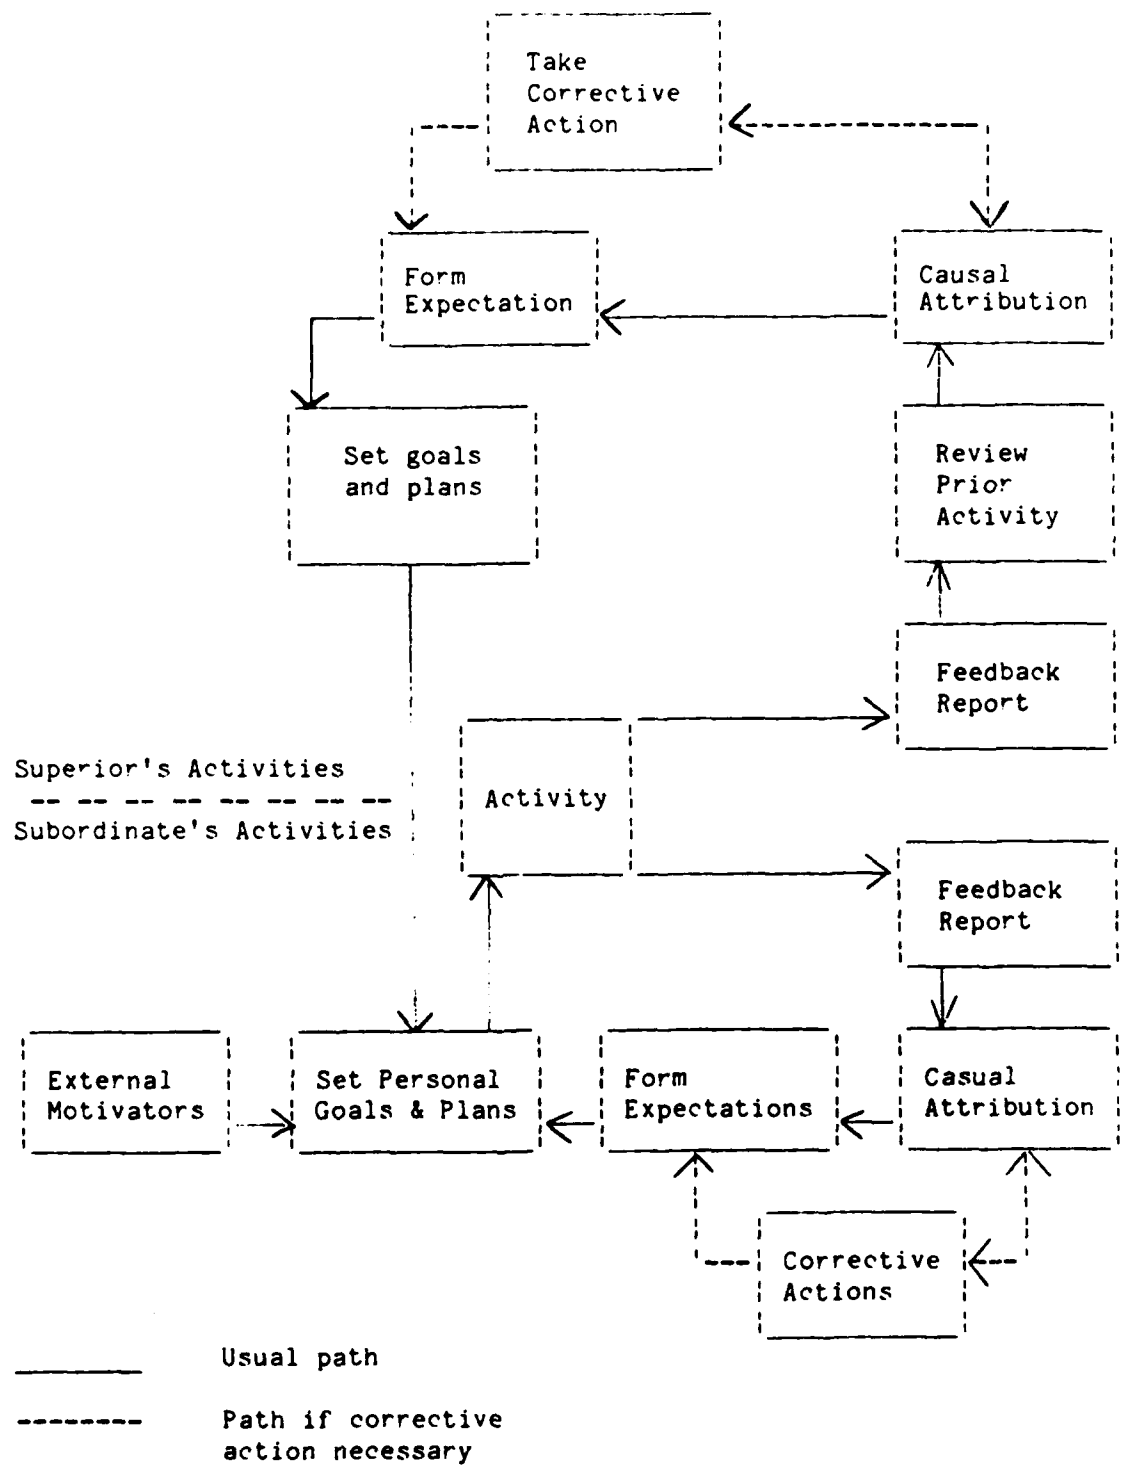 Take
Corrective
Action
Form
Expectation
Causal
Attribution
Set goals
and plans
Review
Prior
Activity
Feedback
Report
Superior's Activities
Activity
Subordinate's Activities
Feedback
Report
External
Motivators
Set Personal
Goals & Plans
Form
Expectations
Casual
Attribution
Corrective
Actions
Usual path
Path if corrective
action necessary